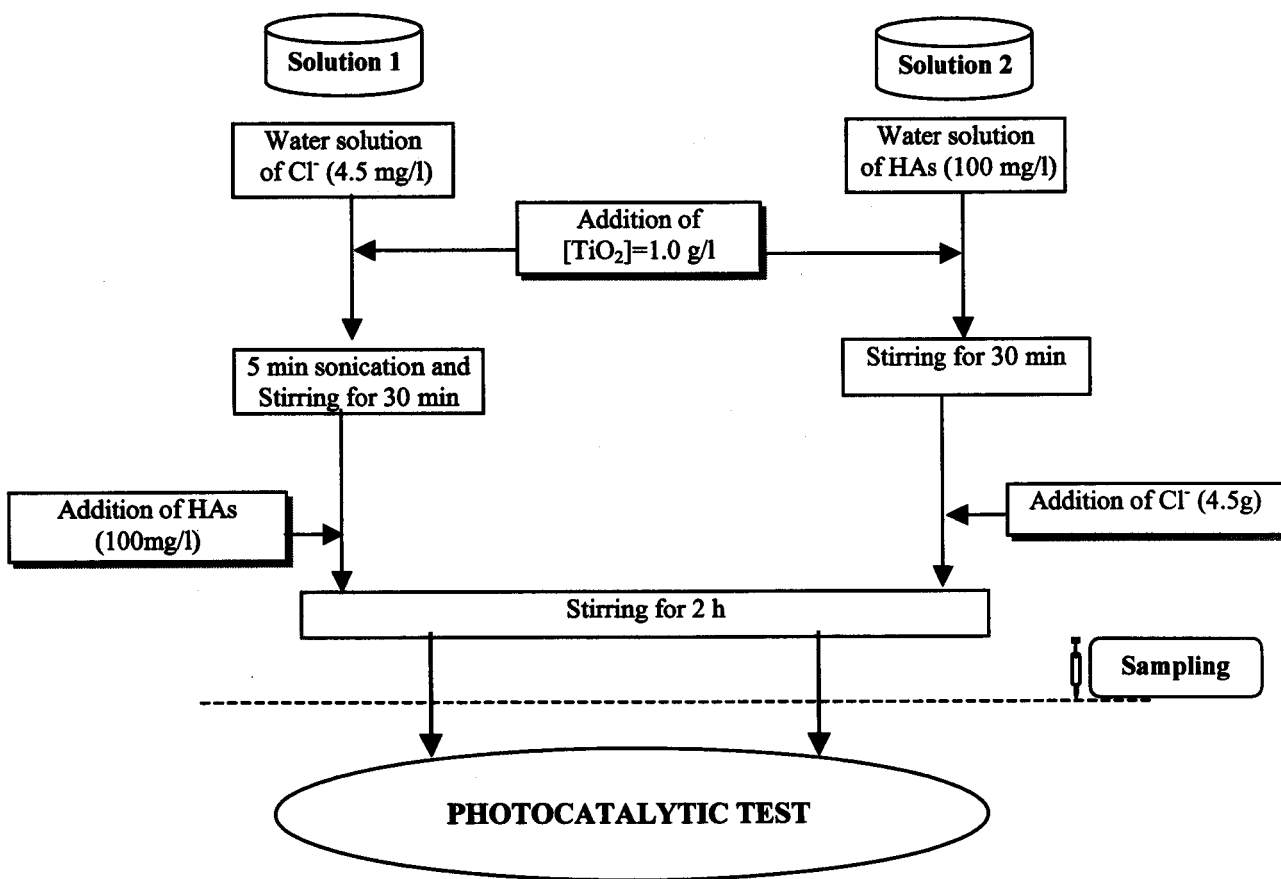 Solution 1
Solution 2
Water solution
of Cl⁻ (4.5 mg/l)
Water solution
of HAs (100 mg/l)
Addition of
[TiO₂]=1.0 g/l
5 min sonication and
Stirring for 30 min
Stirring for 30 min
Addition of HAs
(100mg/l)
Addition of Cl⁻ (4.5g)
Stirring for 2 h
Sampling
PHOTOCATALYTIC TEST